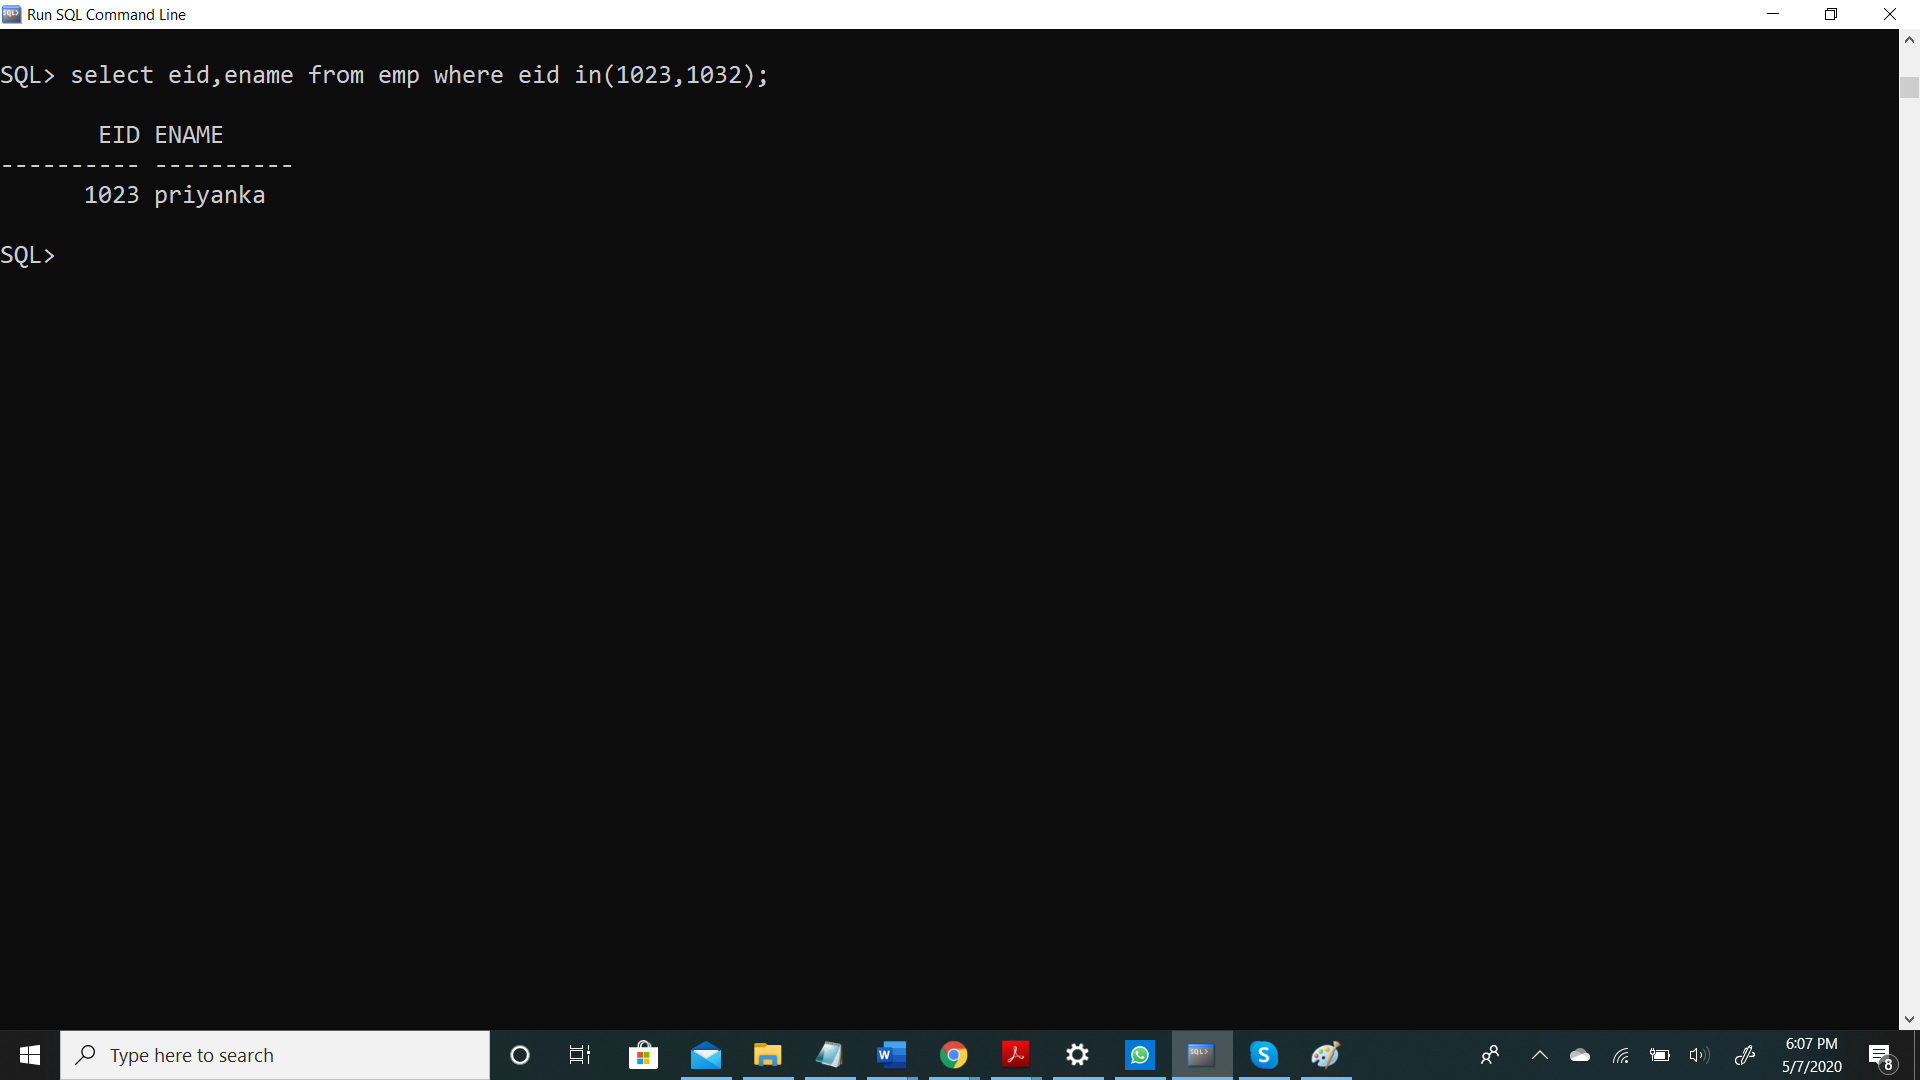 Run SQL Command Line
SQL> select eid,ename from emp where eid in(1023,1032);
EID ENAME
---------- ----------
1023 priyanka
SQL>
Type here to search
6:07 PM
5/7/2020
8